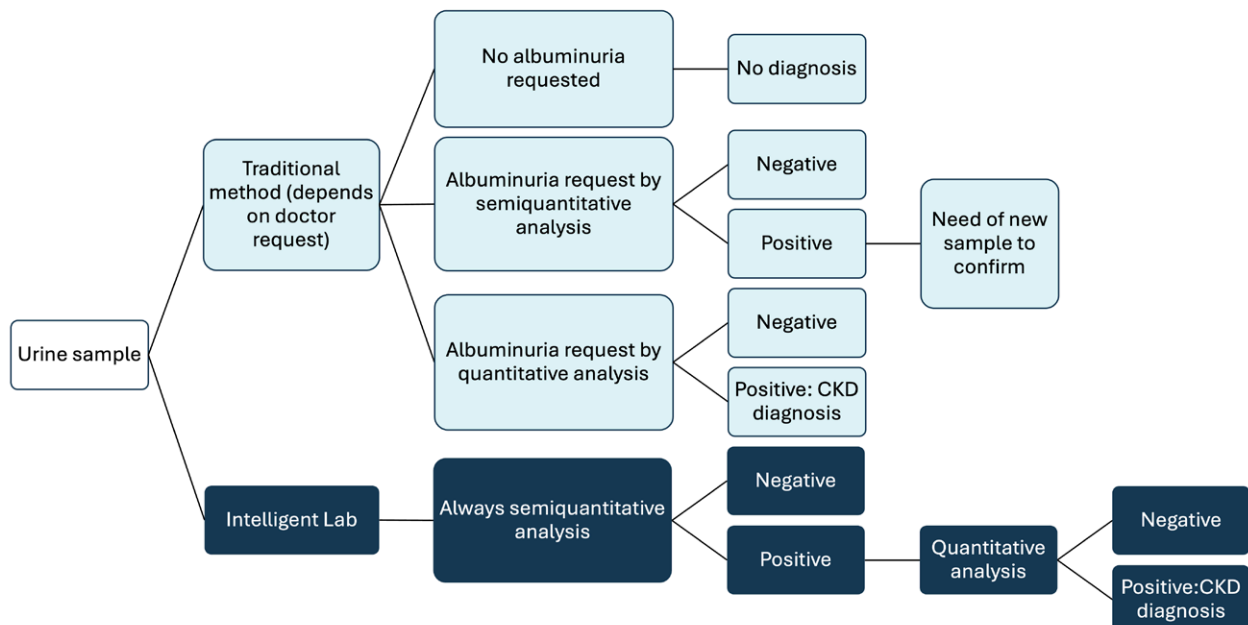 No albuminuria
requested
No diagnosis
Traditional
method (depends
on doctor
request)
Albuminuria request by
semiquantitative
analysis
Negative
Positive
Need of new
sample to
confirm
Urine sample
Albuminuria request by
quantitative analysis
Negative
Positive: CKD
diagnosis
Intelligent Lab
Always semiquantitative
analysis
Negative
Positive
Quantitative
analysis
Negative
Positive:CKD
diagnosis